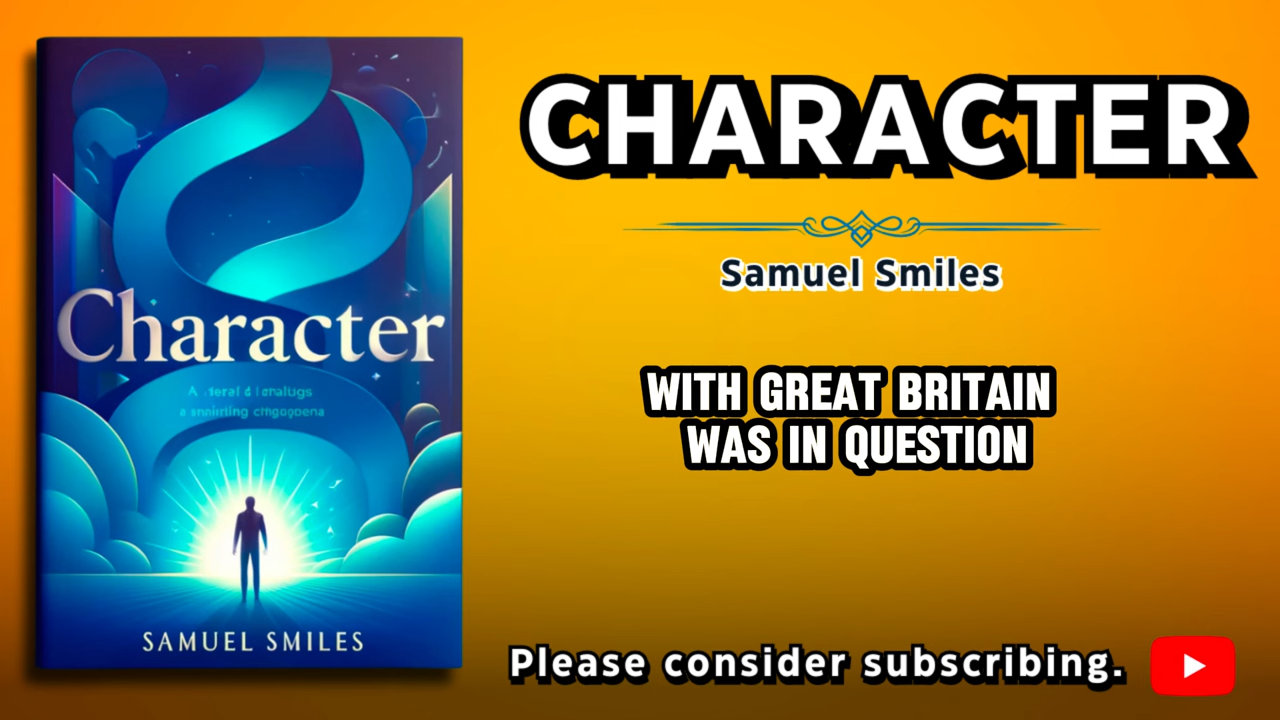 Character
SAMUEL SMILES
CHARACTER
Samuel Smiles
WITH GREAT BRITAIN
WAS IN QUESTION
Please consider subscribing.